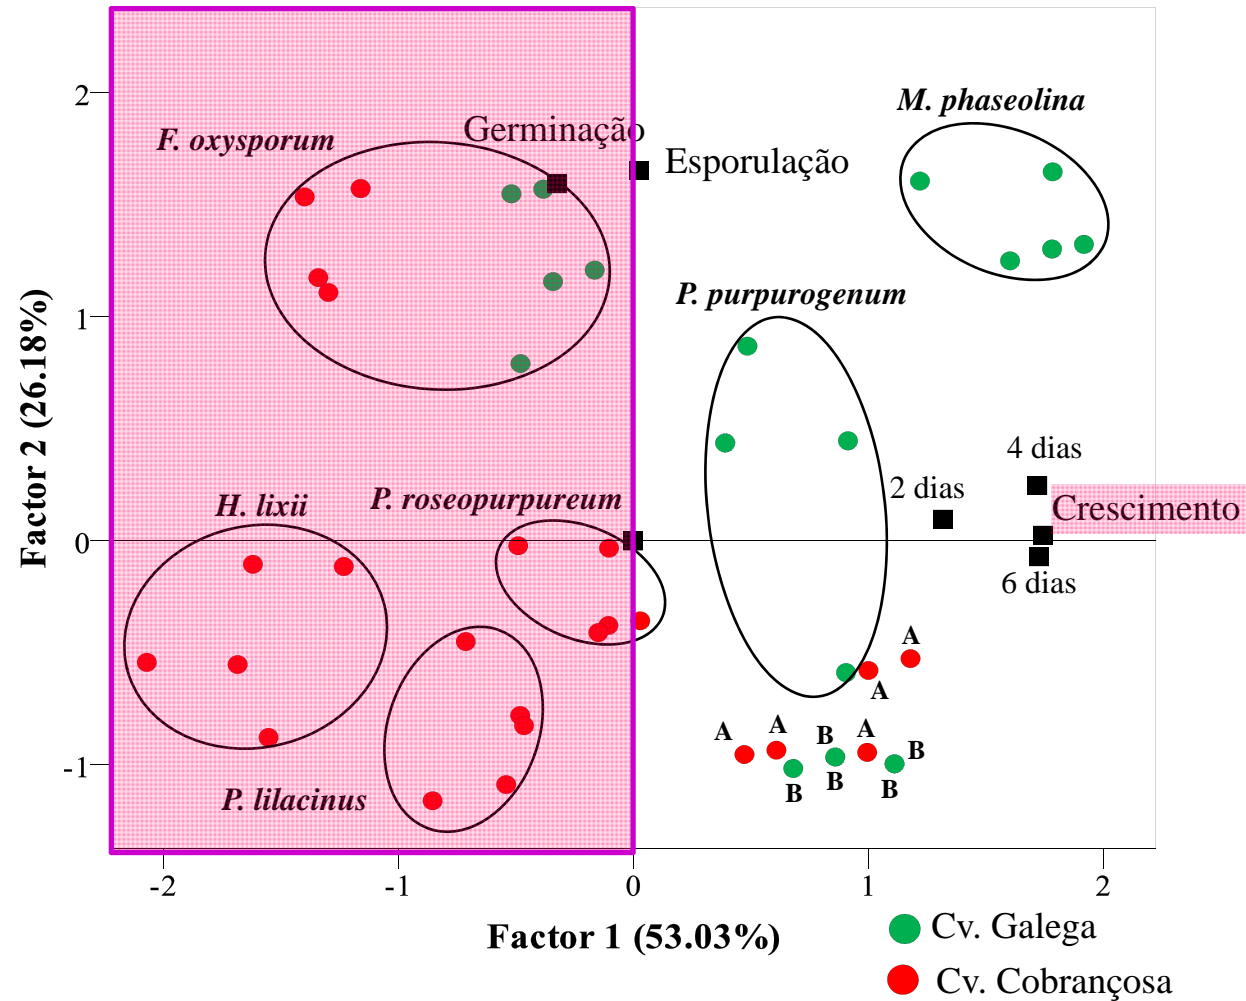 M. phaseolina
2
F. oxysporum
Germinação
Esporulação
P. purpurogenum
1
Factor 2 (26.18%)
4 dias
2 dias
H. lixii
P. roseopurpureum
Crescimento
0
6 dias
A
A
A
A
B
A
B
-1
B
B
B
P. lilacinus
-2
-1
0
1
2
Factor 1 (53.03%)
Cv. Galega
Cv. Cobrançosa